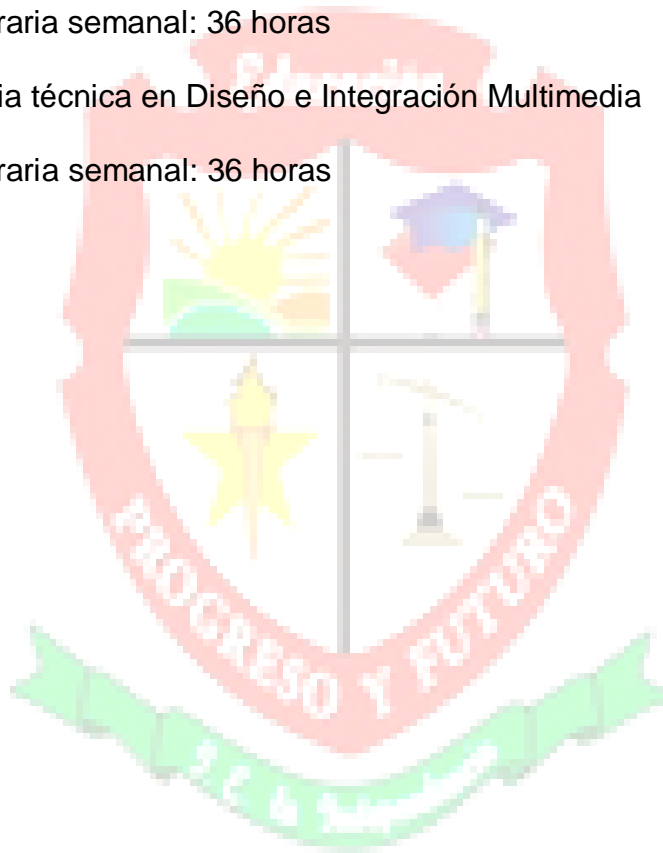 raria semanal: 36 horas
ia técnica en Diseño e Integración Multimedia
raria semanal: 36 horas
PROGRESO Y FUTURO